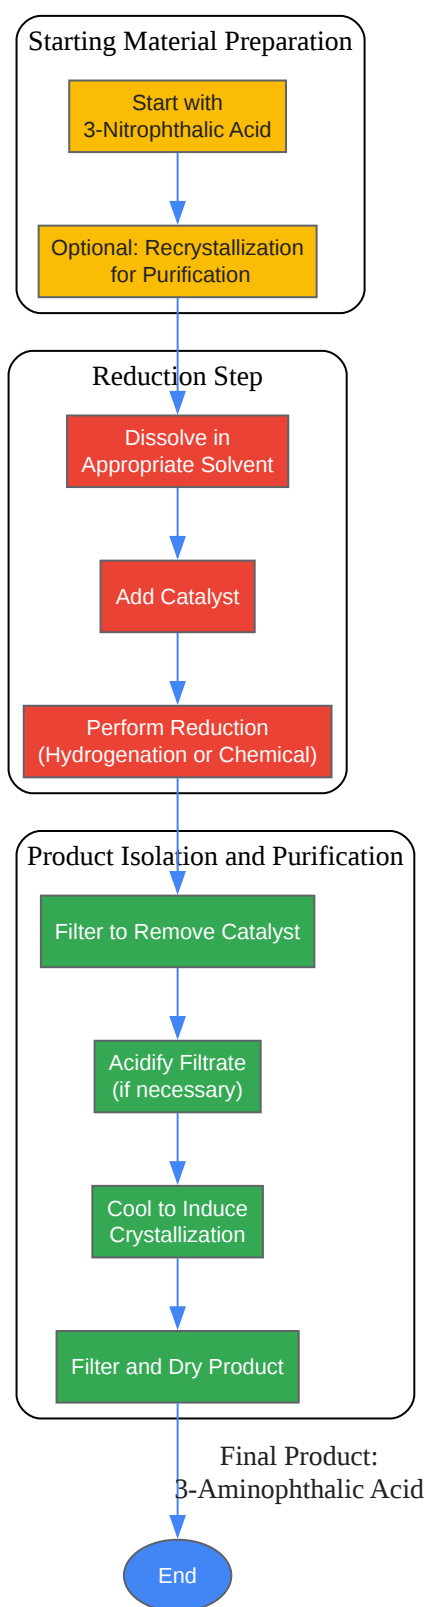 Starting Material Preparation
Start with
3-Nitrophthalic Acid
Optional: Recrystallization
for Purification
Reduction Step
Dissolve in
Appropriate Solvent
Add Catalyst
Perform Reduction
(Hydrogenation or Chemical)
Product Isolation and Purification
Filter to Remove Catalyst
Acidify Filtrate
(if necessary)
Cool to Induce
Crystallization
Filter and Dry Product
Final Product:
3-Aminophthalic Acid
End